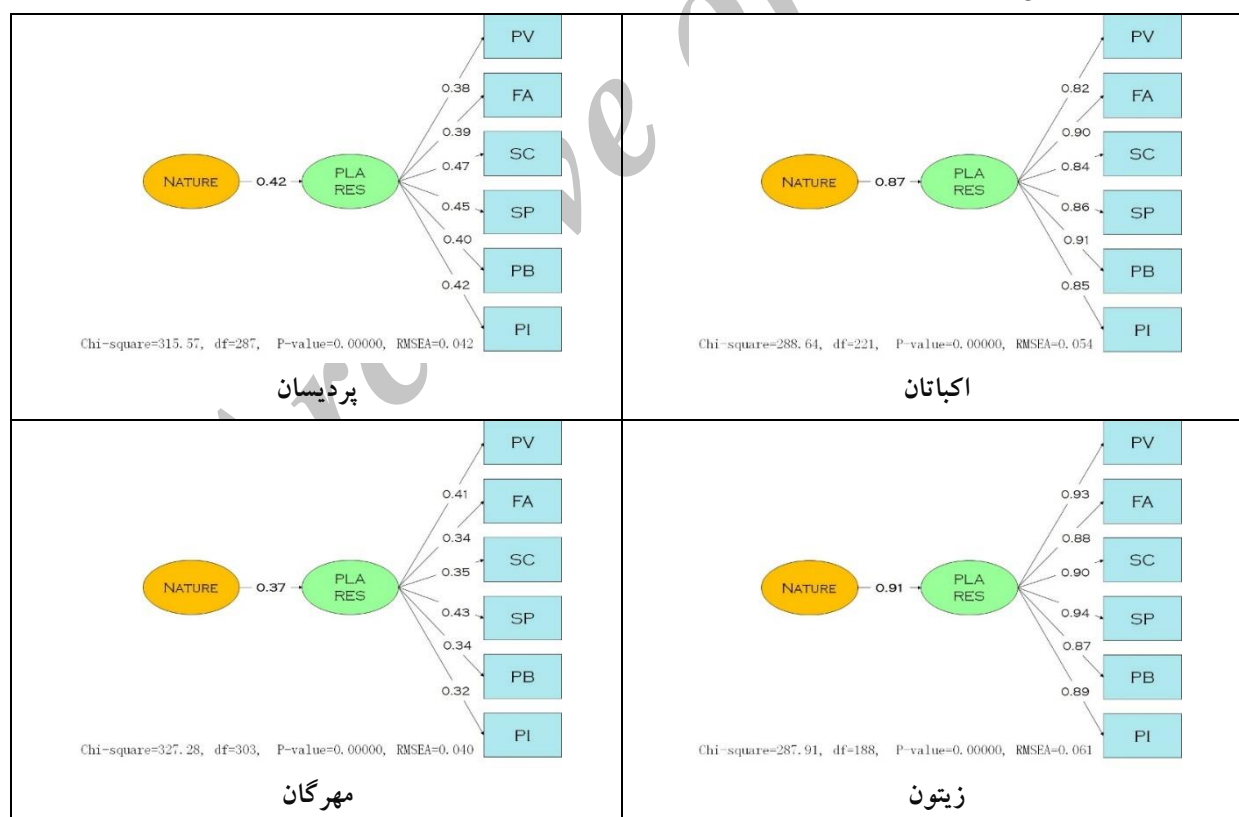 PV
0.38
FA
0.39
SC
0.47
NATURE
0.42
PLA
RES
0.45
SP
0.40
PB
0.42
PI
Chi-square=315.57, df=287, P-value=0.00000, RMSEA=0.042
پردیسان
PV
0.82
FA
0.90
SC
0.84
NATURE
0.87
PLA
RES
0.86
SP
0.91
PB
0.85
PI
Chi-square=288.64, df=221, P-value=0.00000, RMSEA=0.054
اکباتان
PV
0.41
FA
0.34
SC
0.35
NATURE
0.37
PLA
RES
0.43
SP
0.34
PB
0.32
PI
Chi-square=327.28, df=303, P-value=0.00000, RMSEA=0.040
مهرگان
PV
0.93
FA
0.88
SC
0.90
NATURE
0.91
PLA
RES
0.94
SP
0.87
PB
0.89
PI
Chi-square=287.91, df=188, P-value=0.00000, RMSEA=0.061
زیتون